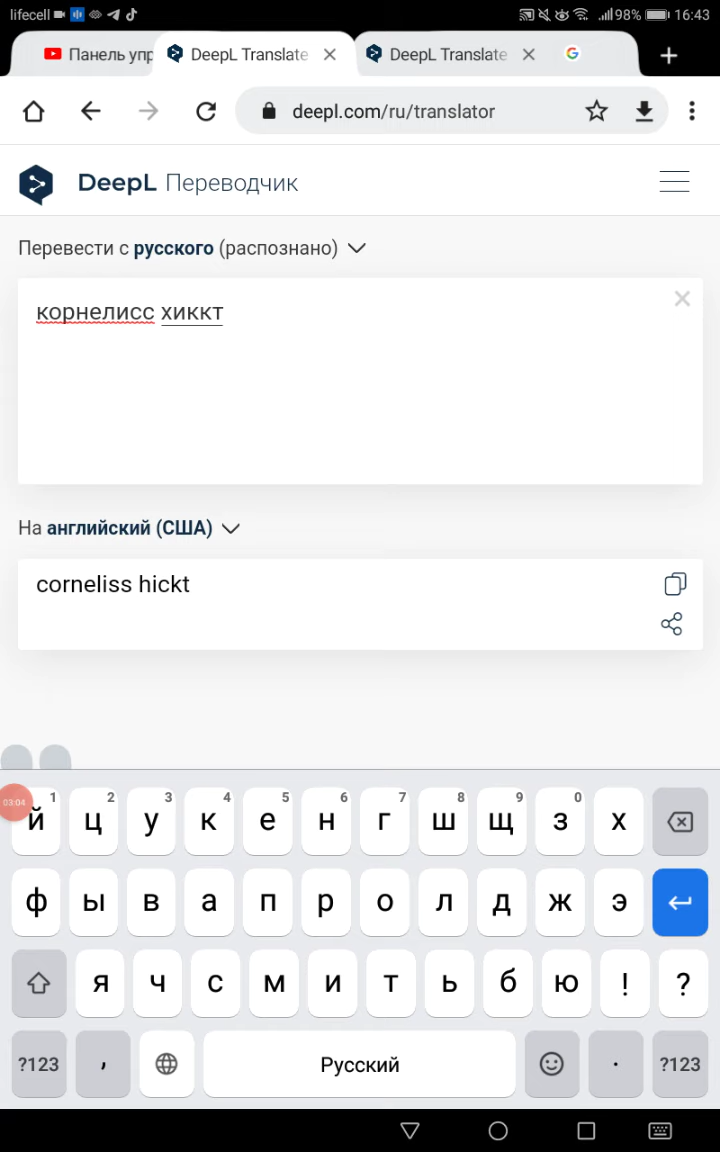 lifecell 98% 16:43
Панель упр DeepL Translate DeepL Translate
deepl.com/ru/translator
DeepL Переводчик
Перевести с русского (распознано)
корнелисс хиккт
На английский (США)
corneliss hickt
03:04
1 2 3 4 5 6 7 8 9 0
й ц у к е н г ш щ з х
ф ы в а п р о л д ж э
я ч с м и т ь б ю ! ?
?123 , Русский . ?123